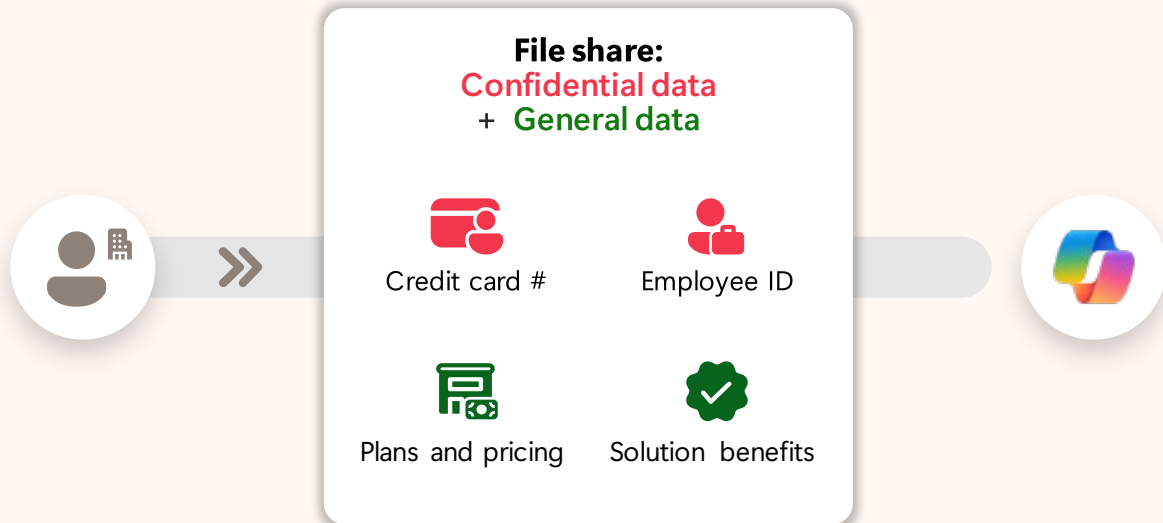 File share:
Confidential data
+ General data
Credit card #
Employee ID
Plans and pricing
Solution benefits